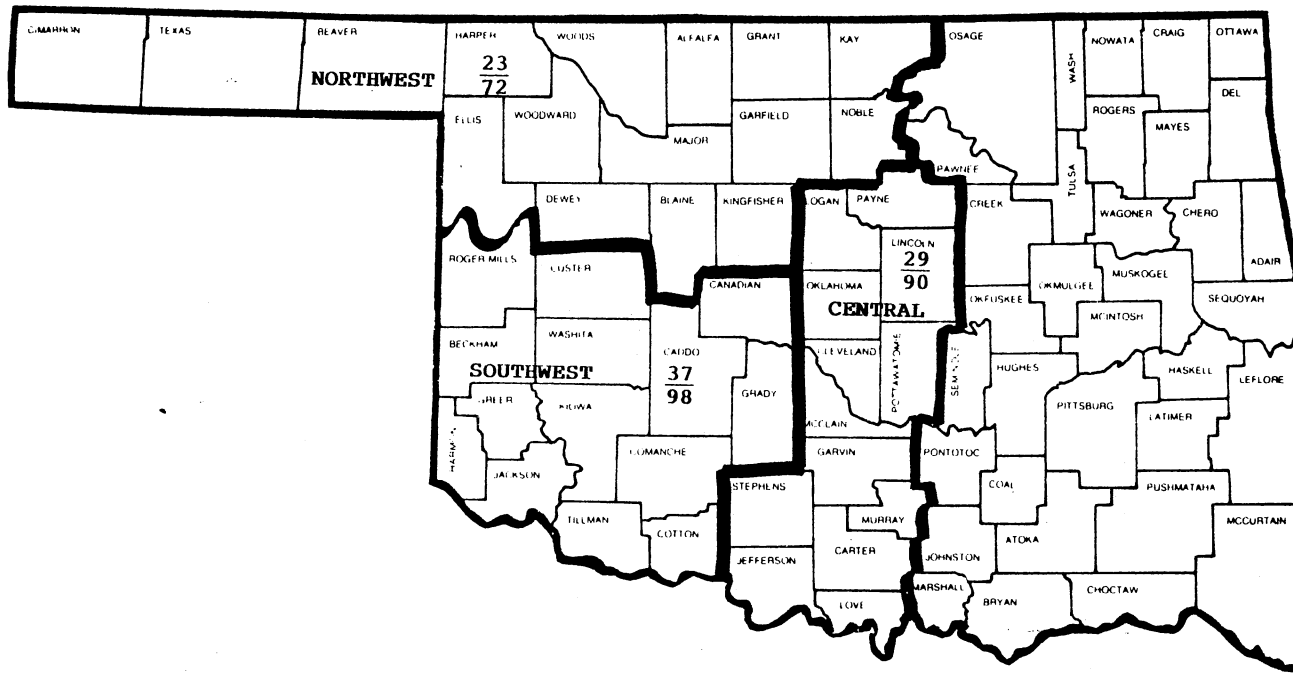 CIMARRON TEXAS BEAVER HARPER WOODS ALFALFA GRANT KAY OSAGE WASH NOWATA CRAIG OTTAWA
NORTHWEST 23
72
DEL
ELLIS WOODWARD MAJOR GARFIELD NOBLE ROGERS MAYES
PAWNEE TULSA
DEWEY BLAINE KINGFISHER LOGAN PAYNE CREEK WAGONER CHERO
ROGER MILLS CUSTER LINCOLN ADAIR
29
90
CANADIAN OKLAHOMA OKFUSKEE OKMULGEE MUSKOGEE SEQUOYAH
CENTRAL MCINTOSH
BECKHAM WASHITA CADDO CLEVELAND POTTAWATOMIE SEMINOLE HUGHES HASKELL LEFLORE
SOUTHWEST 37
98
GREER KIOWA GRADY PITTSBURG LATIMER
MCCLAIN
HARMON JACKSON COMANCHE GARVIN PONTOTOC
STEPHENS COAL PUSHMATAHA
TILLMAN COTTON MURRAY ATOKA MCCURTAIN
JEFFERSON CARTER JOHNSTON
LOVE MARSHALL BRYAN CHOCTAW